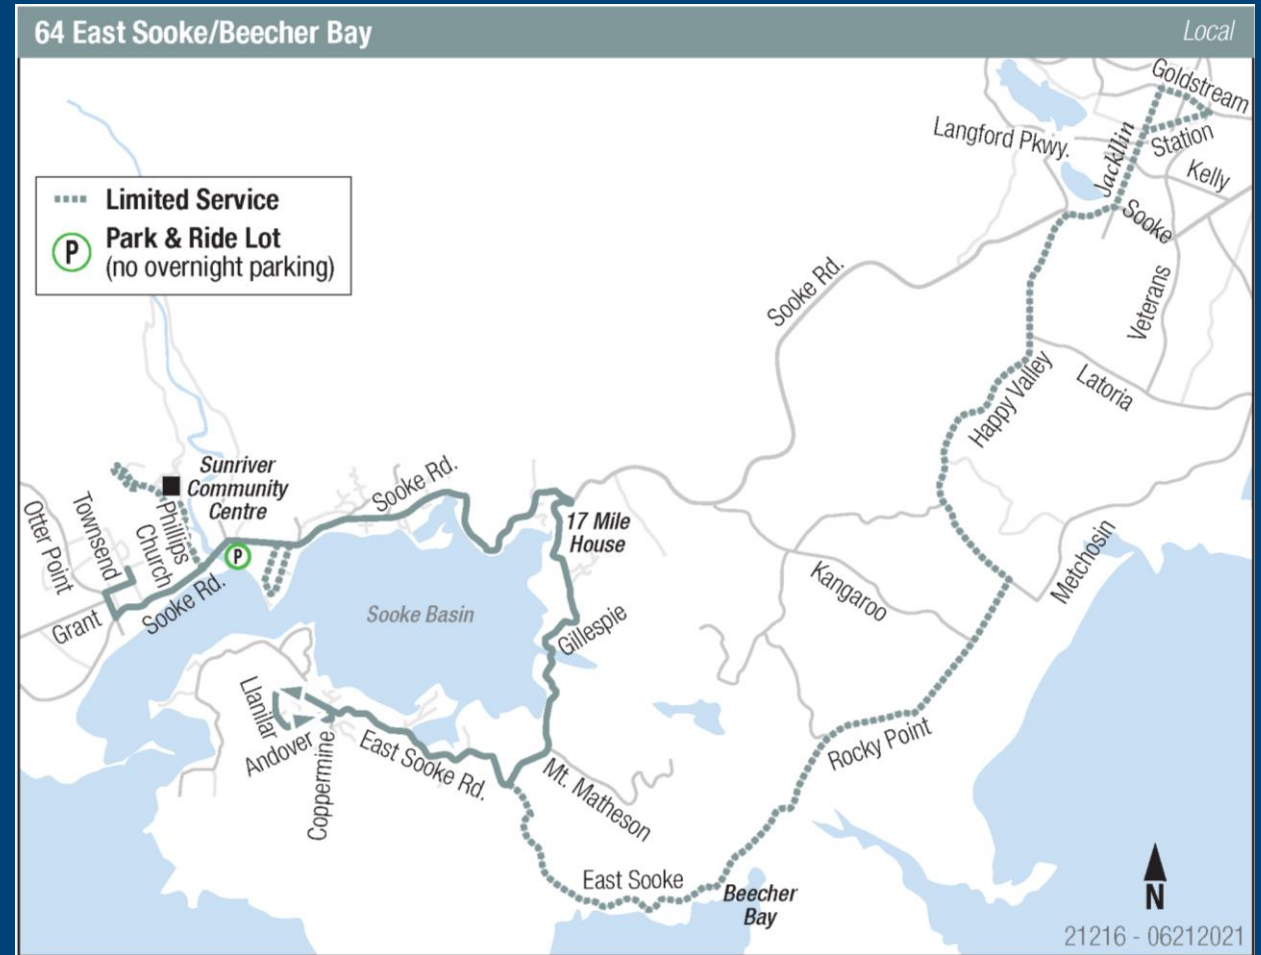 64 East Sooke/Beecher Bay
Local
Goldstream
Langford Pkwy.
Jackllin
Station
Kelly
Sooke
Limited Service
P
Park & Ride Lot
(no overnight parking)
Sooke Rd.
Veterans
Happy Valley
Latoria
Sunriver
Community
Centre
Sooke Rd.
Otter Point
Townsend
Phillips
Church
17 Mile
House
P
Metchosin
Kangaroo
Sooke Rd.
Grant
Sooke Basin
Gillespie
Llanilar
Andover
Coppermine
East Sooke Rd.
Mt. Matheson
Rocky Point
East Sooke
Beecher
Bay
N
21216 - 06212021